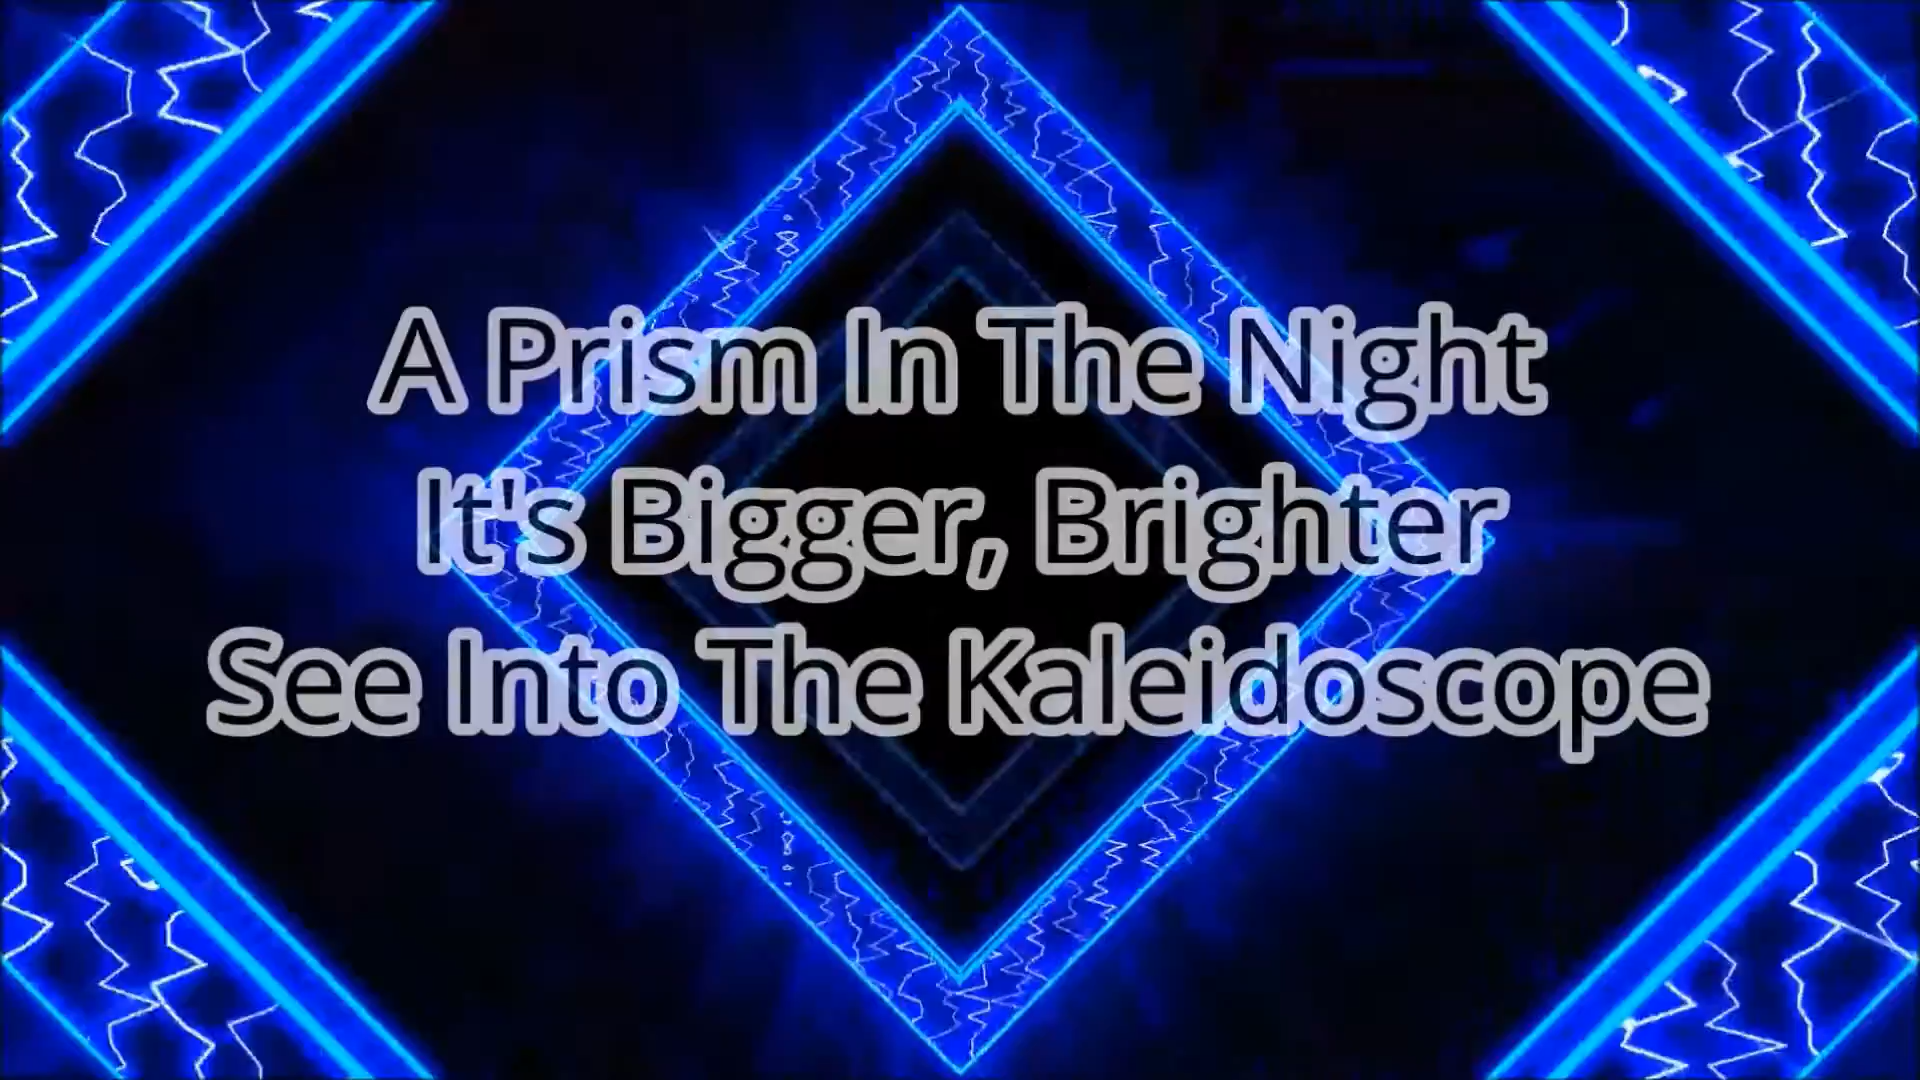 A Prism In The Night
It's Bigger, Brighter
See Into The Kaleidoscope